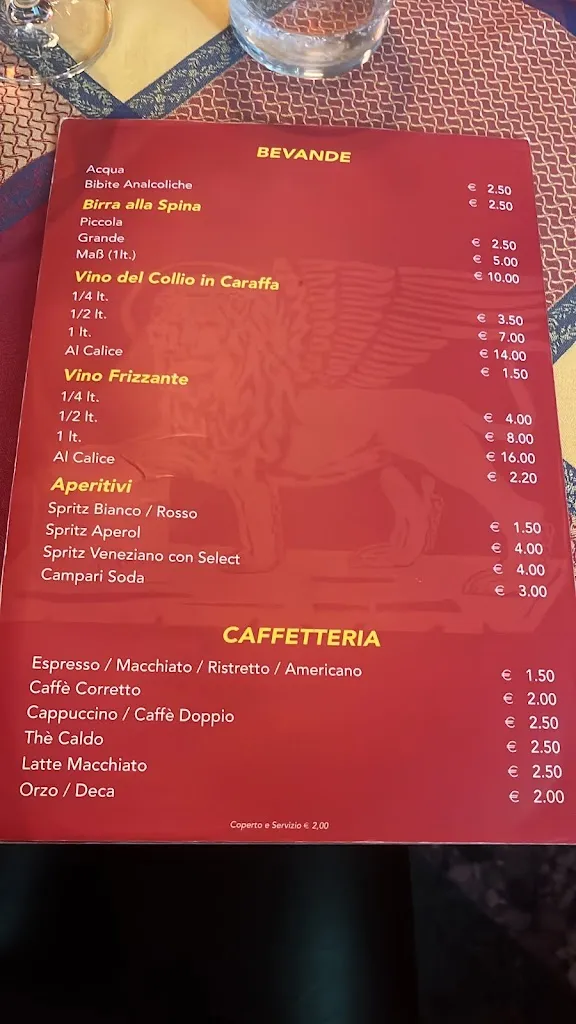 BEVANDE
Acqua € 2.50
Bibite Analcoliche € 2.50
Birra alla Spina
Piccola € 2.50
Grande € 5.00
Maß (1lt.) € 10.00
Vino del Collio in Caraffa
1/4 lt. € 3.50
1/2 lt. € 7.00
1 lt. € 14.00
Al Calice € 1.50
Vino Frizzante
1/4 lt. € 4.00
1/2 lt. € 8.00
1 lt. € 16.00
Al Calice € 2.20
Aperitivi
Spritz Bianco / Rosso € 1.50
Spritz Aperol € 4.00
Spritz Veneziano con Select € 4.00
Campari Soda € 3.00
CAFFETTERIA
Espresso / Macchiato / Ristretto / Americano € 1.50
Caffè Corretto € 2.00
Cappuccino / Caffè Doppio € 2.50
Thè Caldo € 2.50
Latte Macchiato € 2.50
Orzo / Deca € 2.00
Coperto e Servizio € 2,00